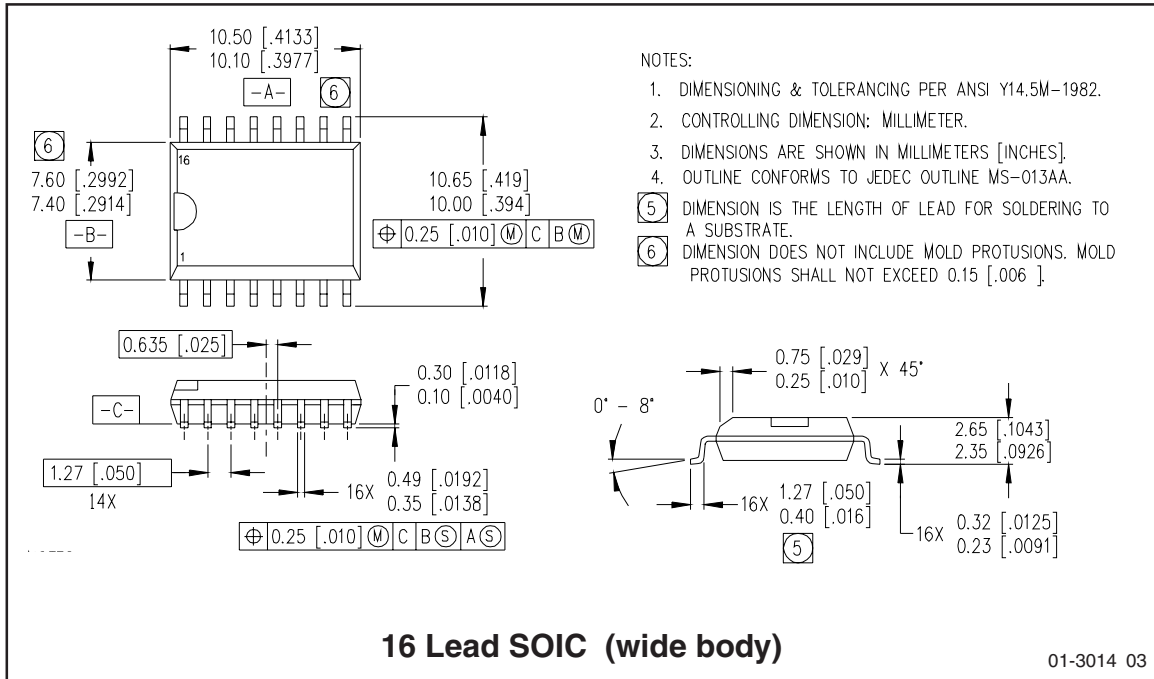 10.50 [.4133]
10.10 [.3977]
-A- 6
6
7.60 [.2992]
7.40 [.2914]
-B-
16
1
10.65 [.419]
10.00 [.394]
⌖ 0.25 [.010] Ⓜ C B Ⓜ
NOTES:
1. DIMENSIONING & TOLERANCING PER ANSI Y14.5M-1982.
2. CONTROLLING DIMENSION: MILLIMETER.
3. DIMENSIONS ARE SHOWN IN MILLIMETERS [INCHES].
4. OUTLINE CONFORMS TO JEDEC OUTLINE MS-013AA.
5 DIMENSION IS THE LENGTH OF LEAD FOR SOLDERING TO
A SUBSTRATE.
6 DIMENSION DOES NOT INCLUDE MOLD PROTUSIONS. MOLD
PROTUSIONS SHALL NOT EXCEED 0.15 [.006 ].
0.635 [.025]
-C-
0.30 [.0118]
0.10 [.0040]
1.27 [.050]
14X
16X 0.49 [.0192]
0.35 [.0138]
⌖ 0.25 [.010] Ⓜ C B Ⓢ A Ⓢ
0.75 [.029]
0.25 [.010]
X 45°
0° - 8°
2.65 [.1043]
2.35 [.0926]
16X 1.27 [.050]
0.40 [.016]
5
16X 0.32 [.0125]
0.23 [.0091]
16 Lead SOIC (wide body)
01-3014 03